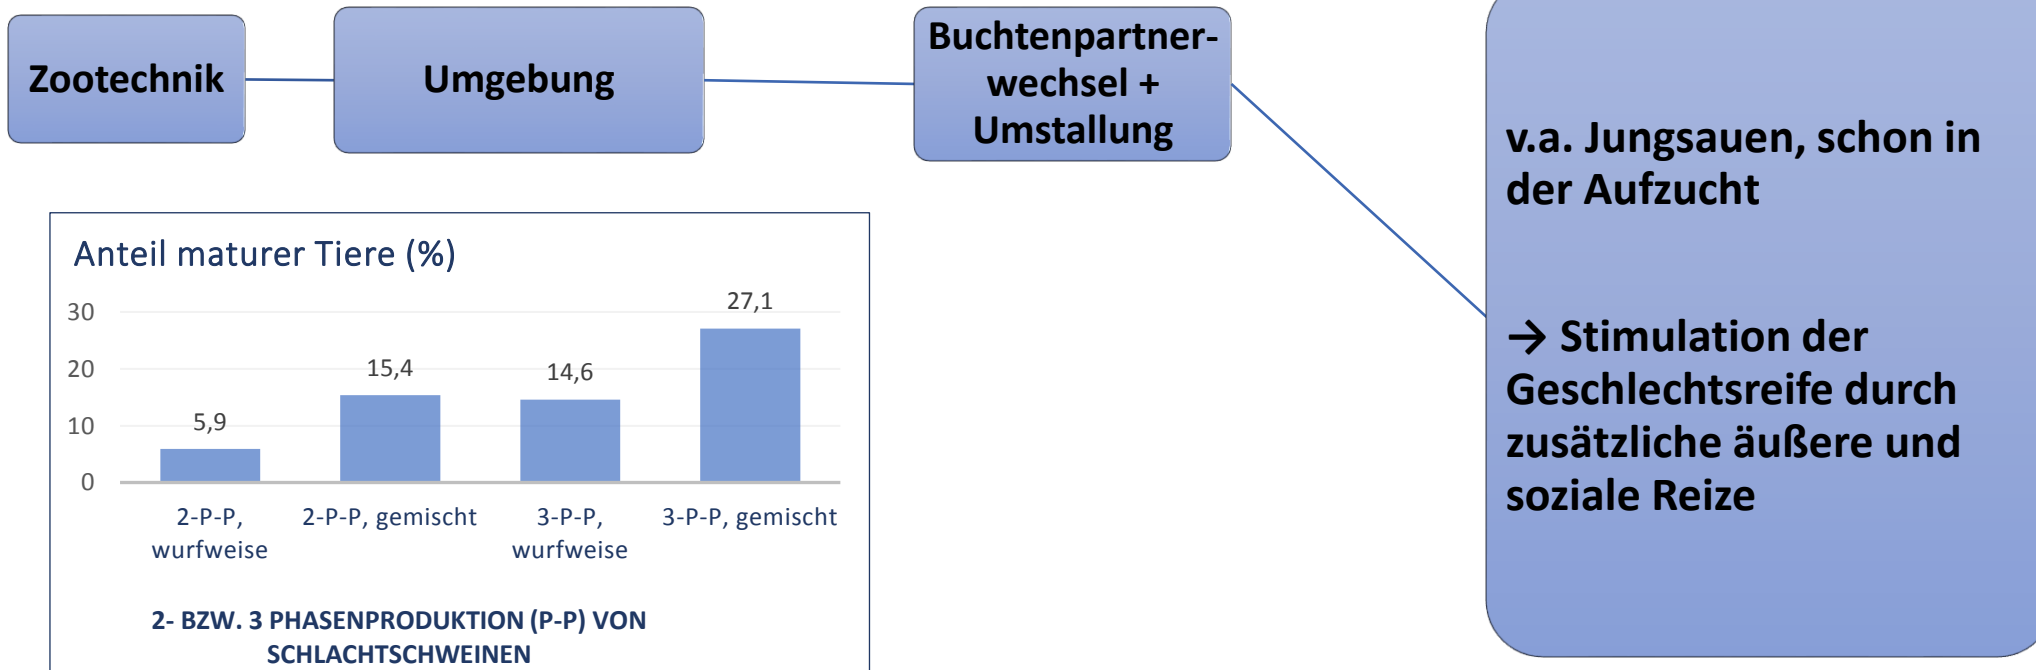 Zootechnik
Umgebung
Buchtenpartner-
wechsel +
Umstallung
v.a. Jungsauen, schon in
der Aufzucht
→ Stimulation der
Geschlechtsreife durch
zusätzliche äußere und
soziale Reize
Anteil maturer Tiere (%)
30
20
10
0
5,9
15,4
14,6
27,1
2-P-P,
wurfweise
2-P-P, gemischt
3-P-P,
wurfweise
3-P-P, gemischt
2- BZW. 3 PHASENPRODUKTION (P-P) VON
SCHLACHTSCHWEINEN